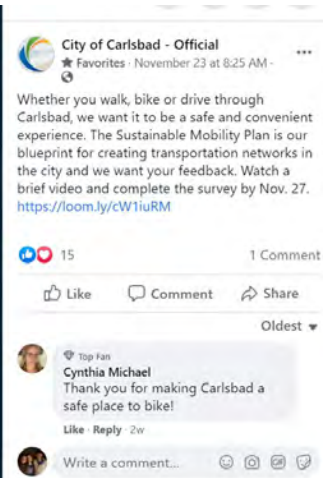 City of Carlsbad - Official
Favorites · November 23 at 8:25 AM ·
Whether you walk, bike or drive through
Carlsbad, we want it to be a safe and convenient
experience. The Sustainable Mobility Plan is our
blueprint for creating transportation networks in
the city and we want your feedback. Watch a
brief video and complete the survey by Nov. 27.
https://loom.ly/cW1iuRM
15 1 Comment
Like Comment Share
Oldest
Top Fan
Cynthia Michael
Thank you for making Carlsbad a
safe place to bike!
Like · Reply · 2w
Write a comment...
GIF